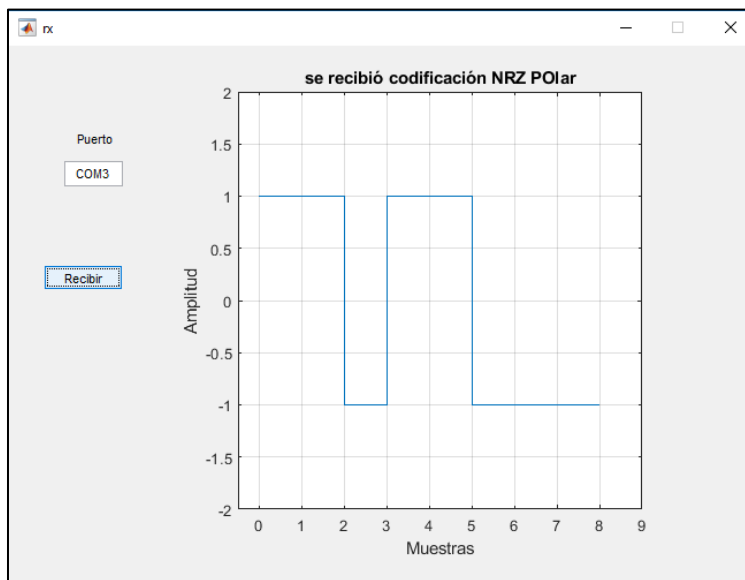 rx
se recibió codificación NRZ POlar
Puerto
COM3
Recibir
Amplitud
2
1.5
1
0.5
0
-0.5
-1
-1.5
-2
0 1 2 3 4 5 6 7 8 9
Muestras